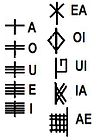 ᚐ A
ᚑ O
ᚒ U
ᚓ E
ᚔ I
ᚕ EA
ᚖ OI
ᚗ UI
ᚘ IA
ᚙ AE